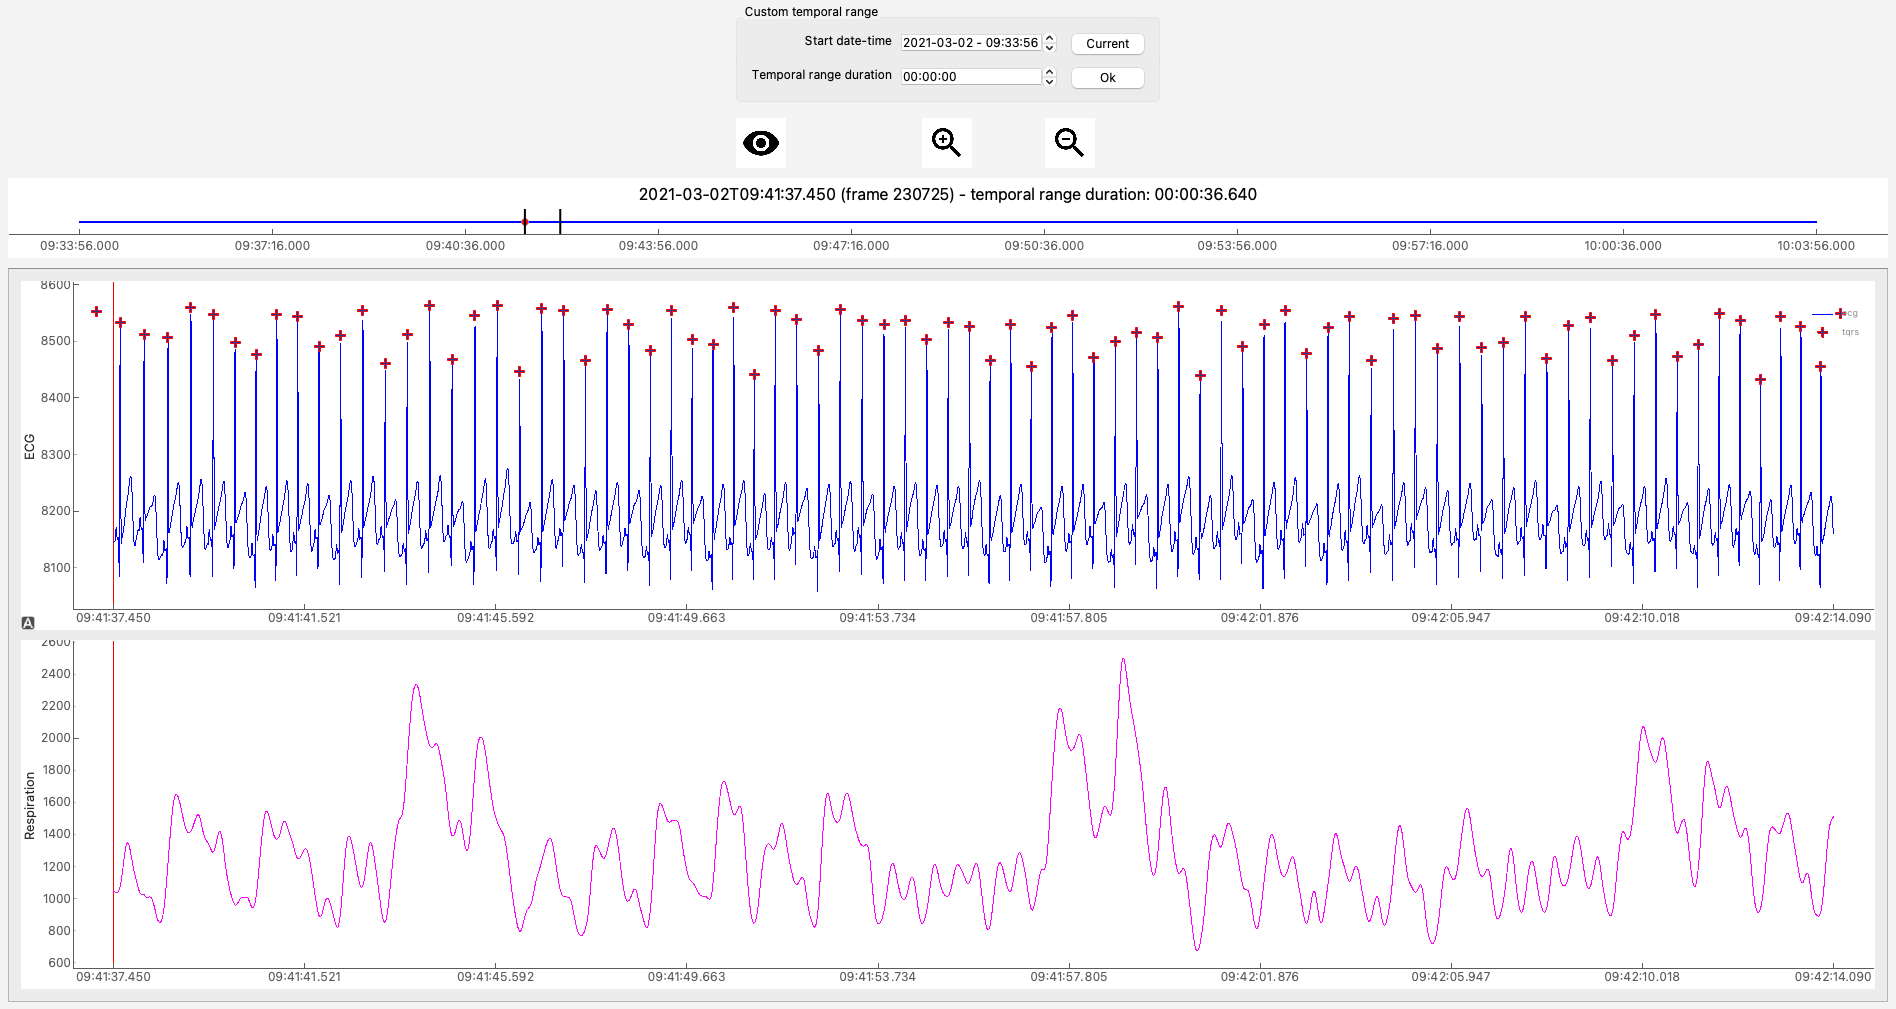 Custom temporal range
Start date-time 2021-03-02 - 09:33:56 Current
Temporal range duration 00:00:00 Ok
2021-03-02T09:41:37.450 (frame 230725) - temporal range duration: 00:00:36.640
09:33:56.000 09:37:16.000 09:40:36.000 09:43:56.000 09:47:16.000 09:50:36.000 09:53:56.000 09:57:16.000 10:00:36.000 10:03:56.000
8600
8500
8400
8300
8200
8100
ECG
tqrs
09:41:37.450 09:41:41.521 09:41:45.592 09:41:49.663 09:41:53.734 09:41:57.805 09:42:01.876 09:42:05.947 09:42:10.018 09:42:14.090
A
2600
2400
2200
2000
1800
1600
1400
1200
1000
800
600
Respiration
09:41:37.450 09:41:41.521 09:41:45.592 09:41:49.663 09:41:53.734 09:41:57.805 09:42:01.876 09:42:05.947 09:42:10.018 09:42:14.090